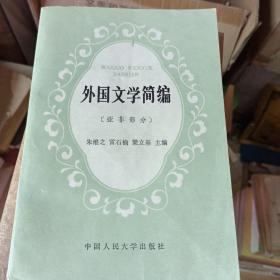 外国文学简编
〔亚非部分〕
朱维之 雷石榆 梁立基 主编
中国人民大学出版社